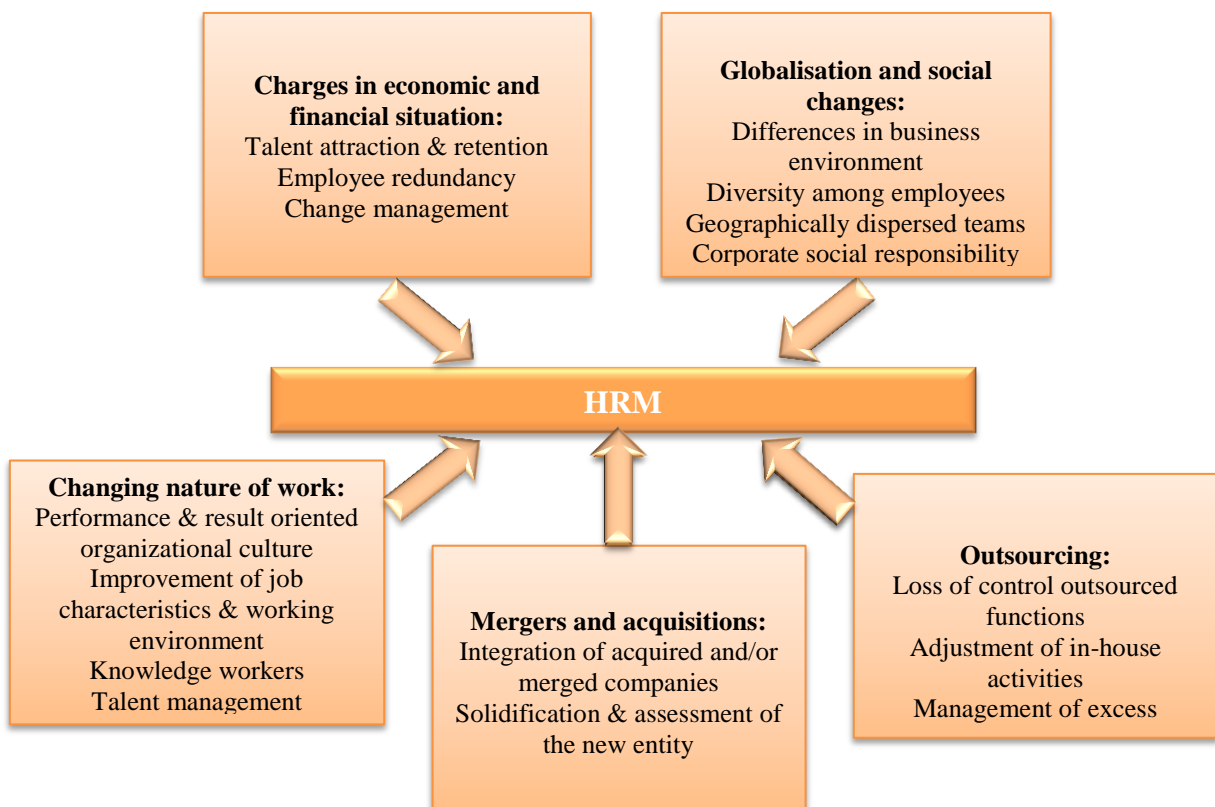 Charges in economic and
financial situation:
Talent attraction & retention
Employee redundancy
Change management
Globalisation and social
changes:
Differences in business
environment
Diversity among employees
Geographically dispersed teams
Corporate social responsibility
HRM
Changing nature of work:
Performance & result oriented
organizational culture
Improvement of job
characteristics & working
environment
Knowledge workers
Talent management
Mergers and acquisitions:
Integration of acquired and/or
merged companies
Solidification & assessment of
the new entity
Outsourcing:
Loss of control outsourced
functions
Adjustment of in-house
activities
Management of excess